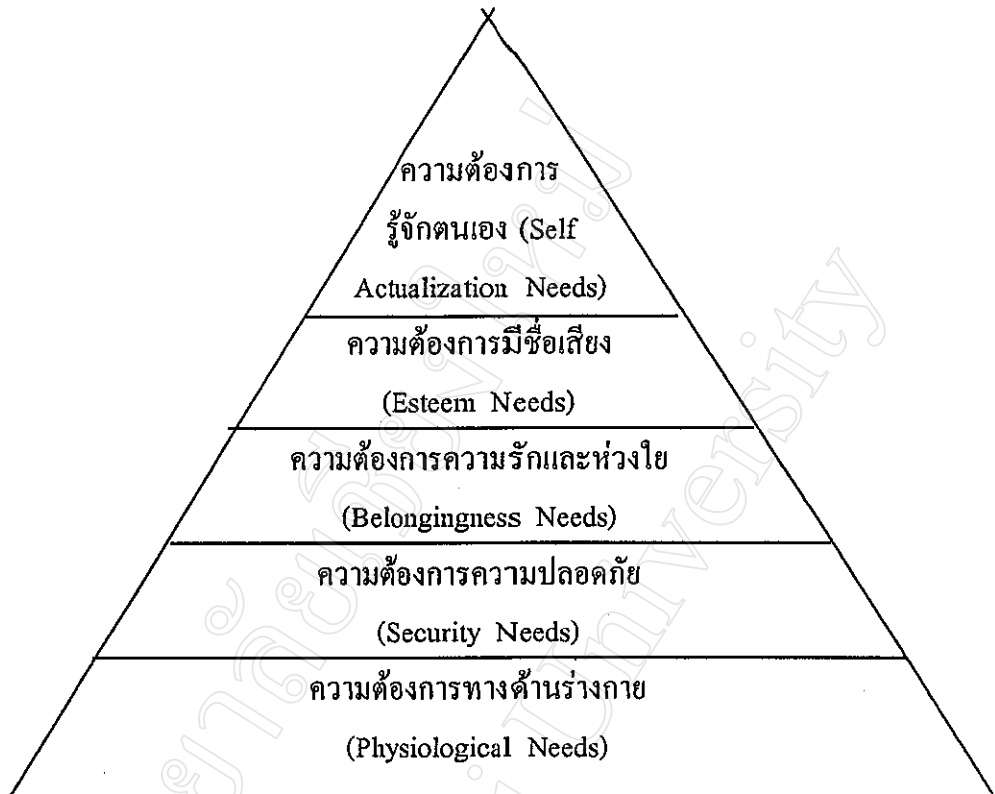 ความต้องการ
รู้จักตนเอง (Self
Actualization Needs)
ความต้องการมีชื่อเสียง
(Esteem Needs)
ความต้องการความรักและห่วงใย
(Belongingness Needs)
ความต้องการความปลอดภัย
(Security Needs)
ความต้องการทางด้านร่างกาย
(Physiological Needs)
University